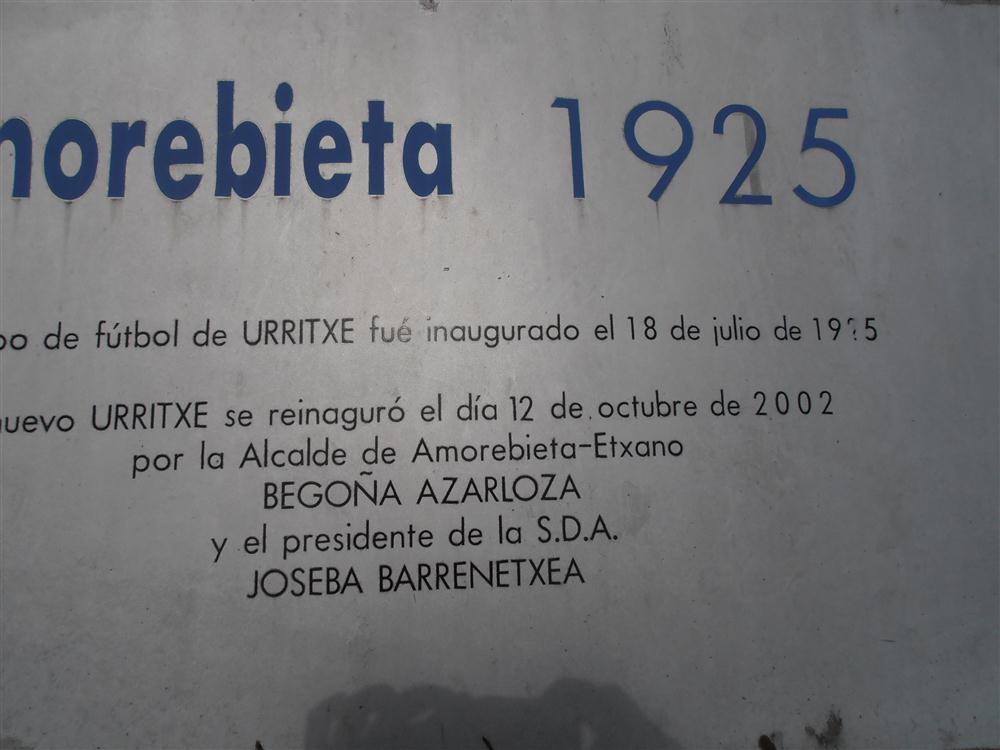 morebieta 1925
po de fútbol de URRITXE fué inaugurado el 18 de julio de
nuevo URRITXE se reinaguró el día 12 de octubre de 2002
por la Alcalde de Amorebieta-Etxano
BEGOÑA AZARLOZA
y el presidente de la S.D.A.
JOSEBA BARRENETXEA